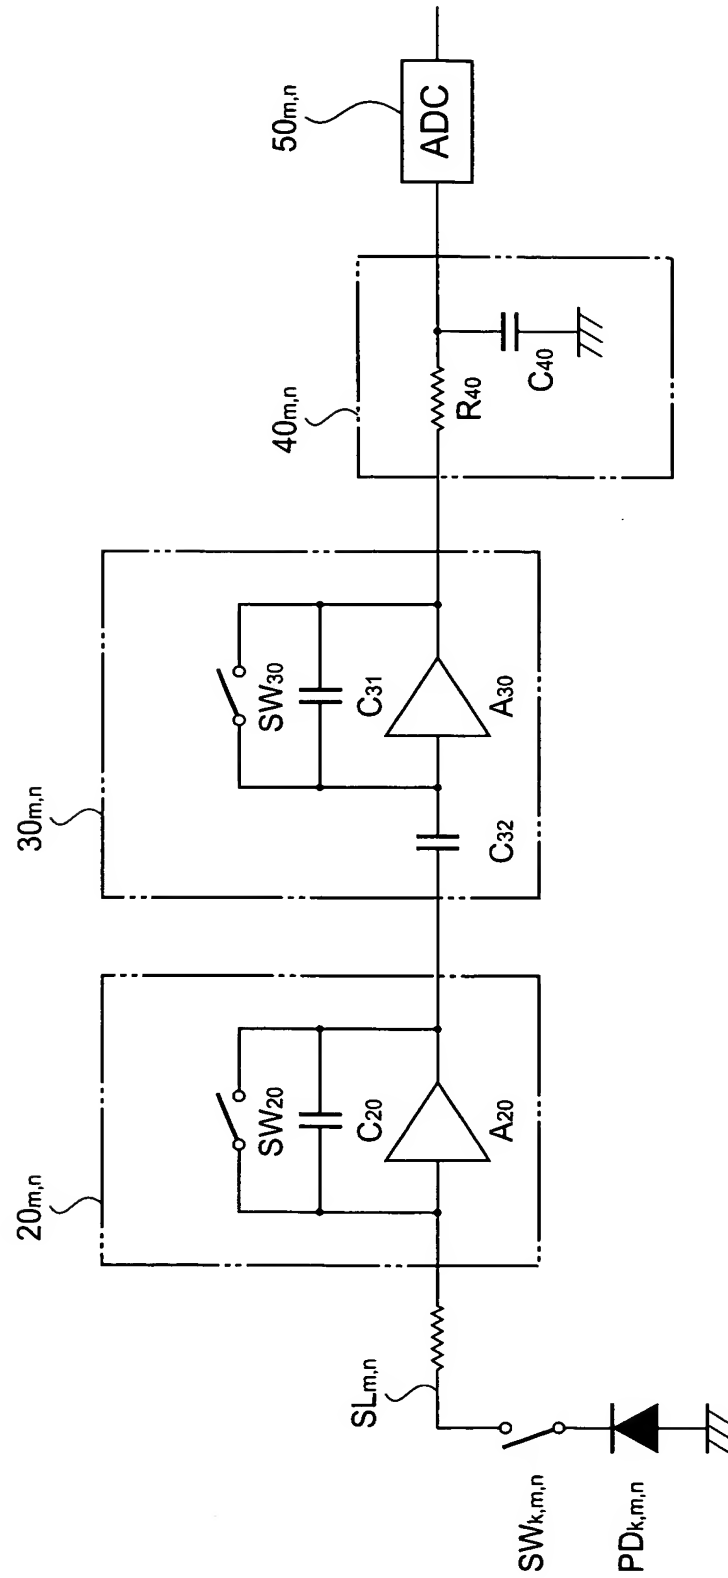 20m,n
30m,n
40m,n
50m,n
SW20
C20
A20
SW30
C31
A30
C32
R40
C40
ADC
SLm,n
SWk,m,n
PDk,m,n